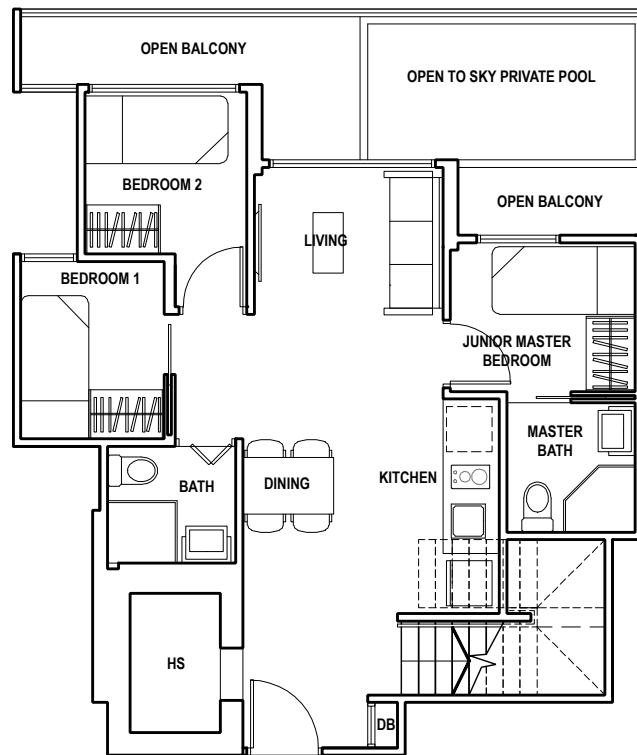 OPEN BALCONY
OPEN TO SKY PRIVATE POOL
BEDROOM 2
OPEN BALCONY
LIVING
BEDROOM 1
JUNIOR MASTER
BEDROOM
MASTER
BATH
BATH
DINING
KITCHEN
HS
DB